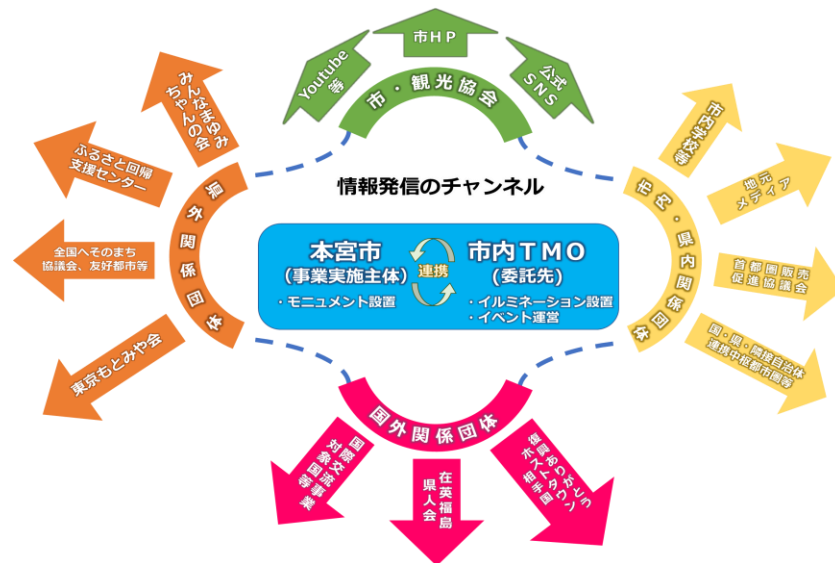 市HP
Youtube
等
公式
SNS
市・観光協会
みんなまゆみ
ちゃんの会
ふるさと回帰
支援センター
全国へそのまち
協議会、友好都市等
東京もとみや会
県外関係団体
情報発信のチャンネル
本宮市
(事業実施主体)
・モニュメント設置
連携
市内TMO
(委託先)
・イルミネーション設置
・イベント運営
市内・県内関係団体
市内学校等
地元
メディア
首都圏販売
促進協議会
国・県・隣接自治体
連携中枢都市圏等
国外関係団体
国際交流事業
対象国等
在英福島
県人会
復興ありがとう
ホストタウン
相手国